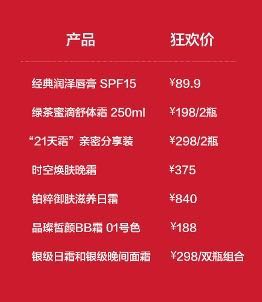 产品 狂欢价
经典润泽唇膏 SPF15 ¥89.9
绿茶蜜滴舒体霜 250ml ¥198/2瓶
“21天霜”亲密分享装 ¥298/2瓶
时空焕肤晚霜 ¥375
铂粹御肤滋养日霜 ¥840
晶璨皙颜BB霜 01号色 ¥188
银级日霜和银级晚间面霜 ¥298/双瓶组合